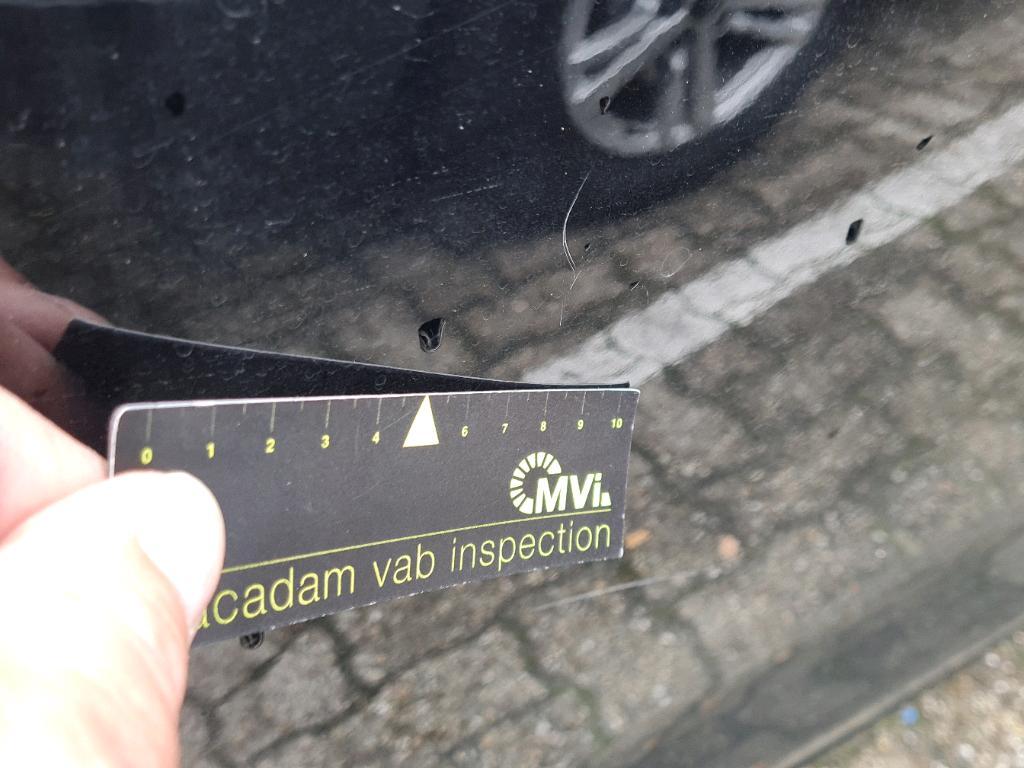 0 1 2 3 4 6 7 8 9 10
MVi.
acadam vab inspection